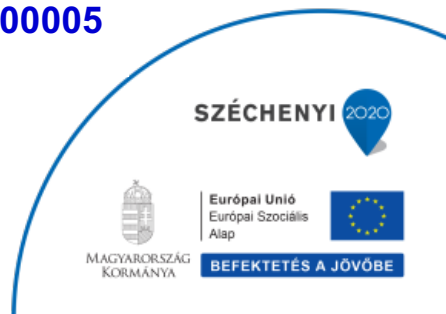 00005
SZÉCHENYI 2020
Európai Unió
Európai Szociális
Alap
MAGYARORSZÁG
KORMÁNYA
BEFEKTETÉS A JÖVŐBE